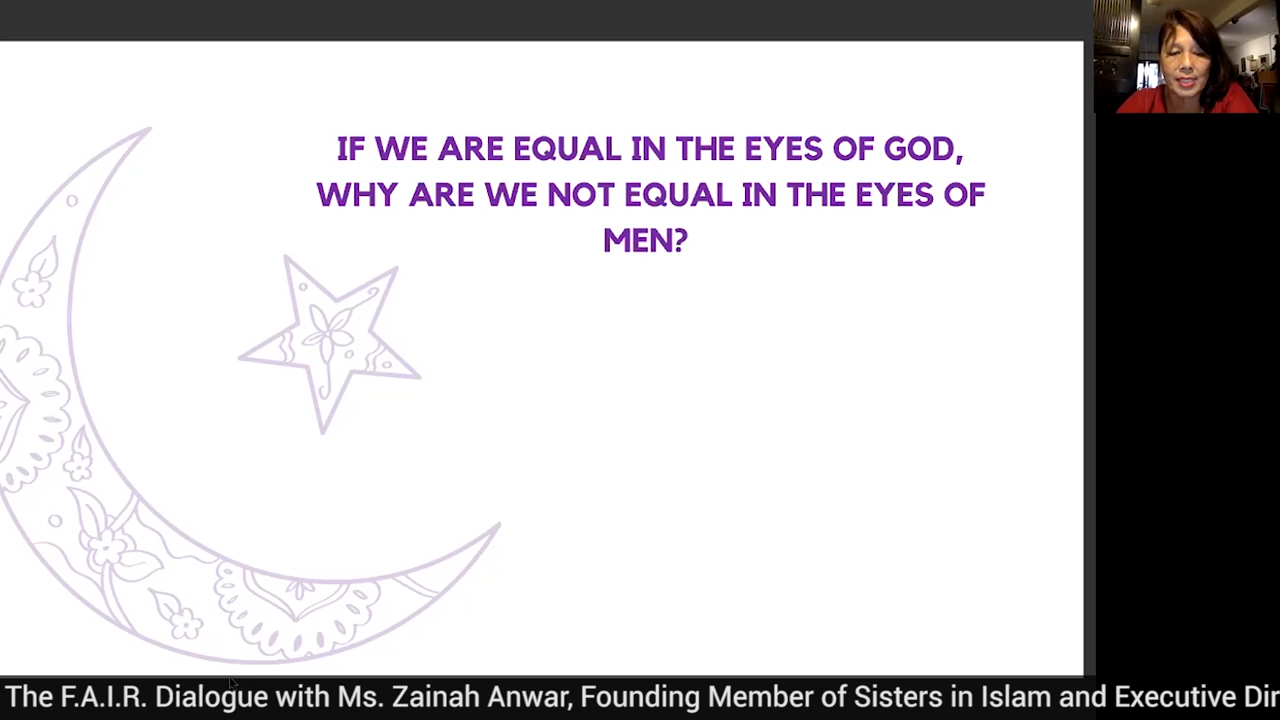 IF WE ARE EQUAL IN THE EYES OF GOD,
WHY ARE WE NOT EQUAL IN THE EYES OF
MEN?
The F.A.I.R. Dialogue with Ms. Zainah Anwar, Founding Member of Sisters in Islam and Executive Dir